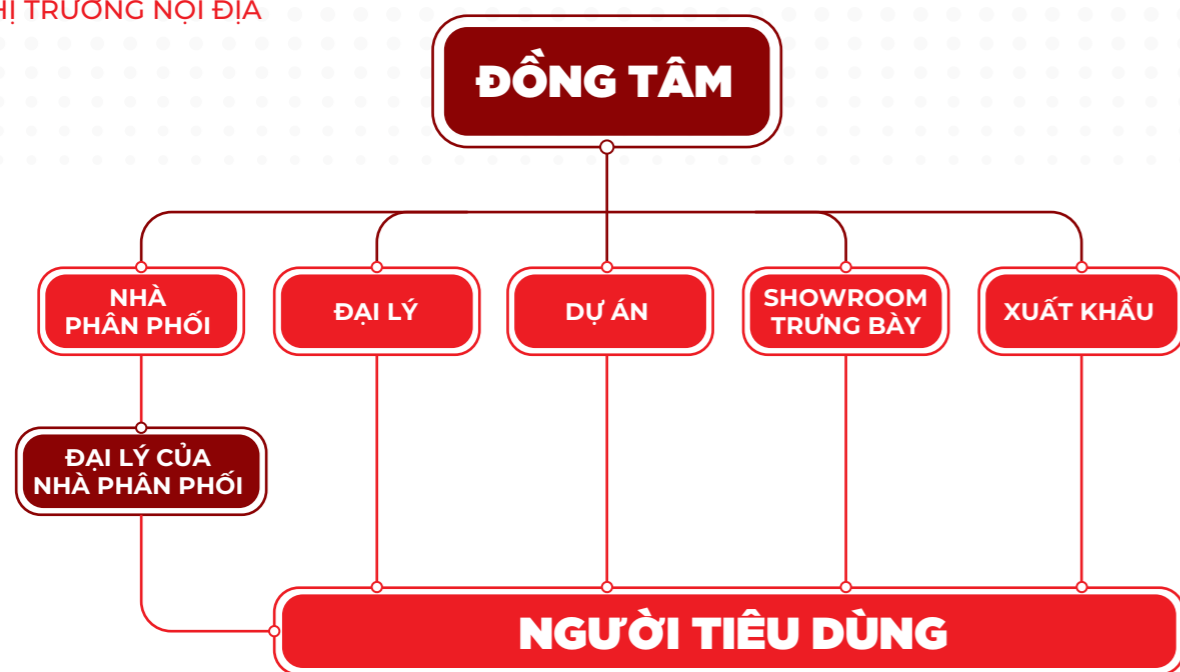 HỊ TRƯỜNG NỘI ĐỊA
ĐỒNG TÂM
NHÀ
PHÂN PHỐI
ĐẠI LÝ
DỰ ÁN
SHOWROOM
TRƯNG BÀY
XUẤT KHẨU
ĐẠI LÝ CỦA
NHÀ PHÂN PHỐI
NGƯỜI TIÊU DÙNG